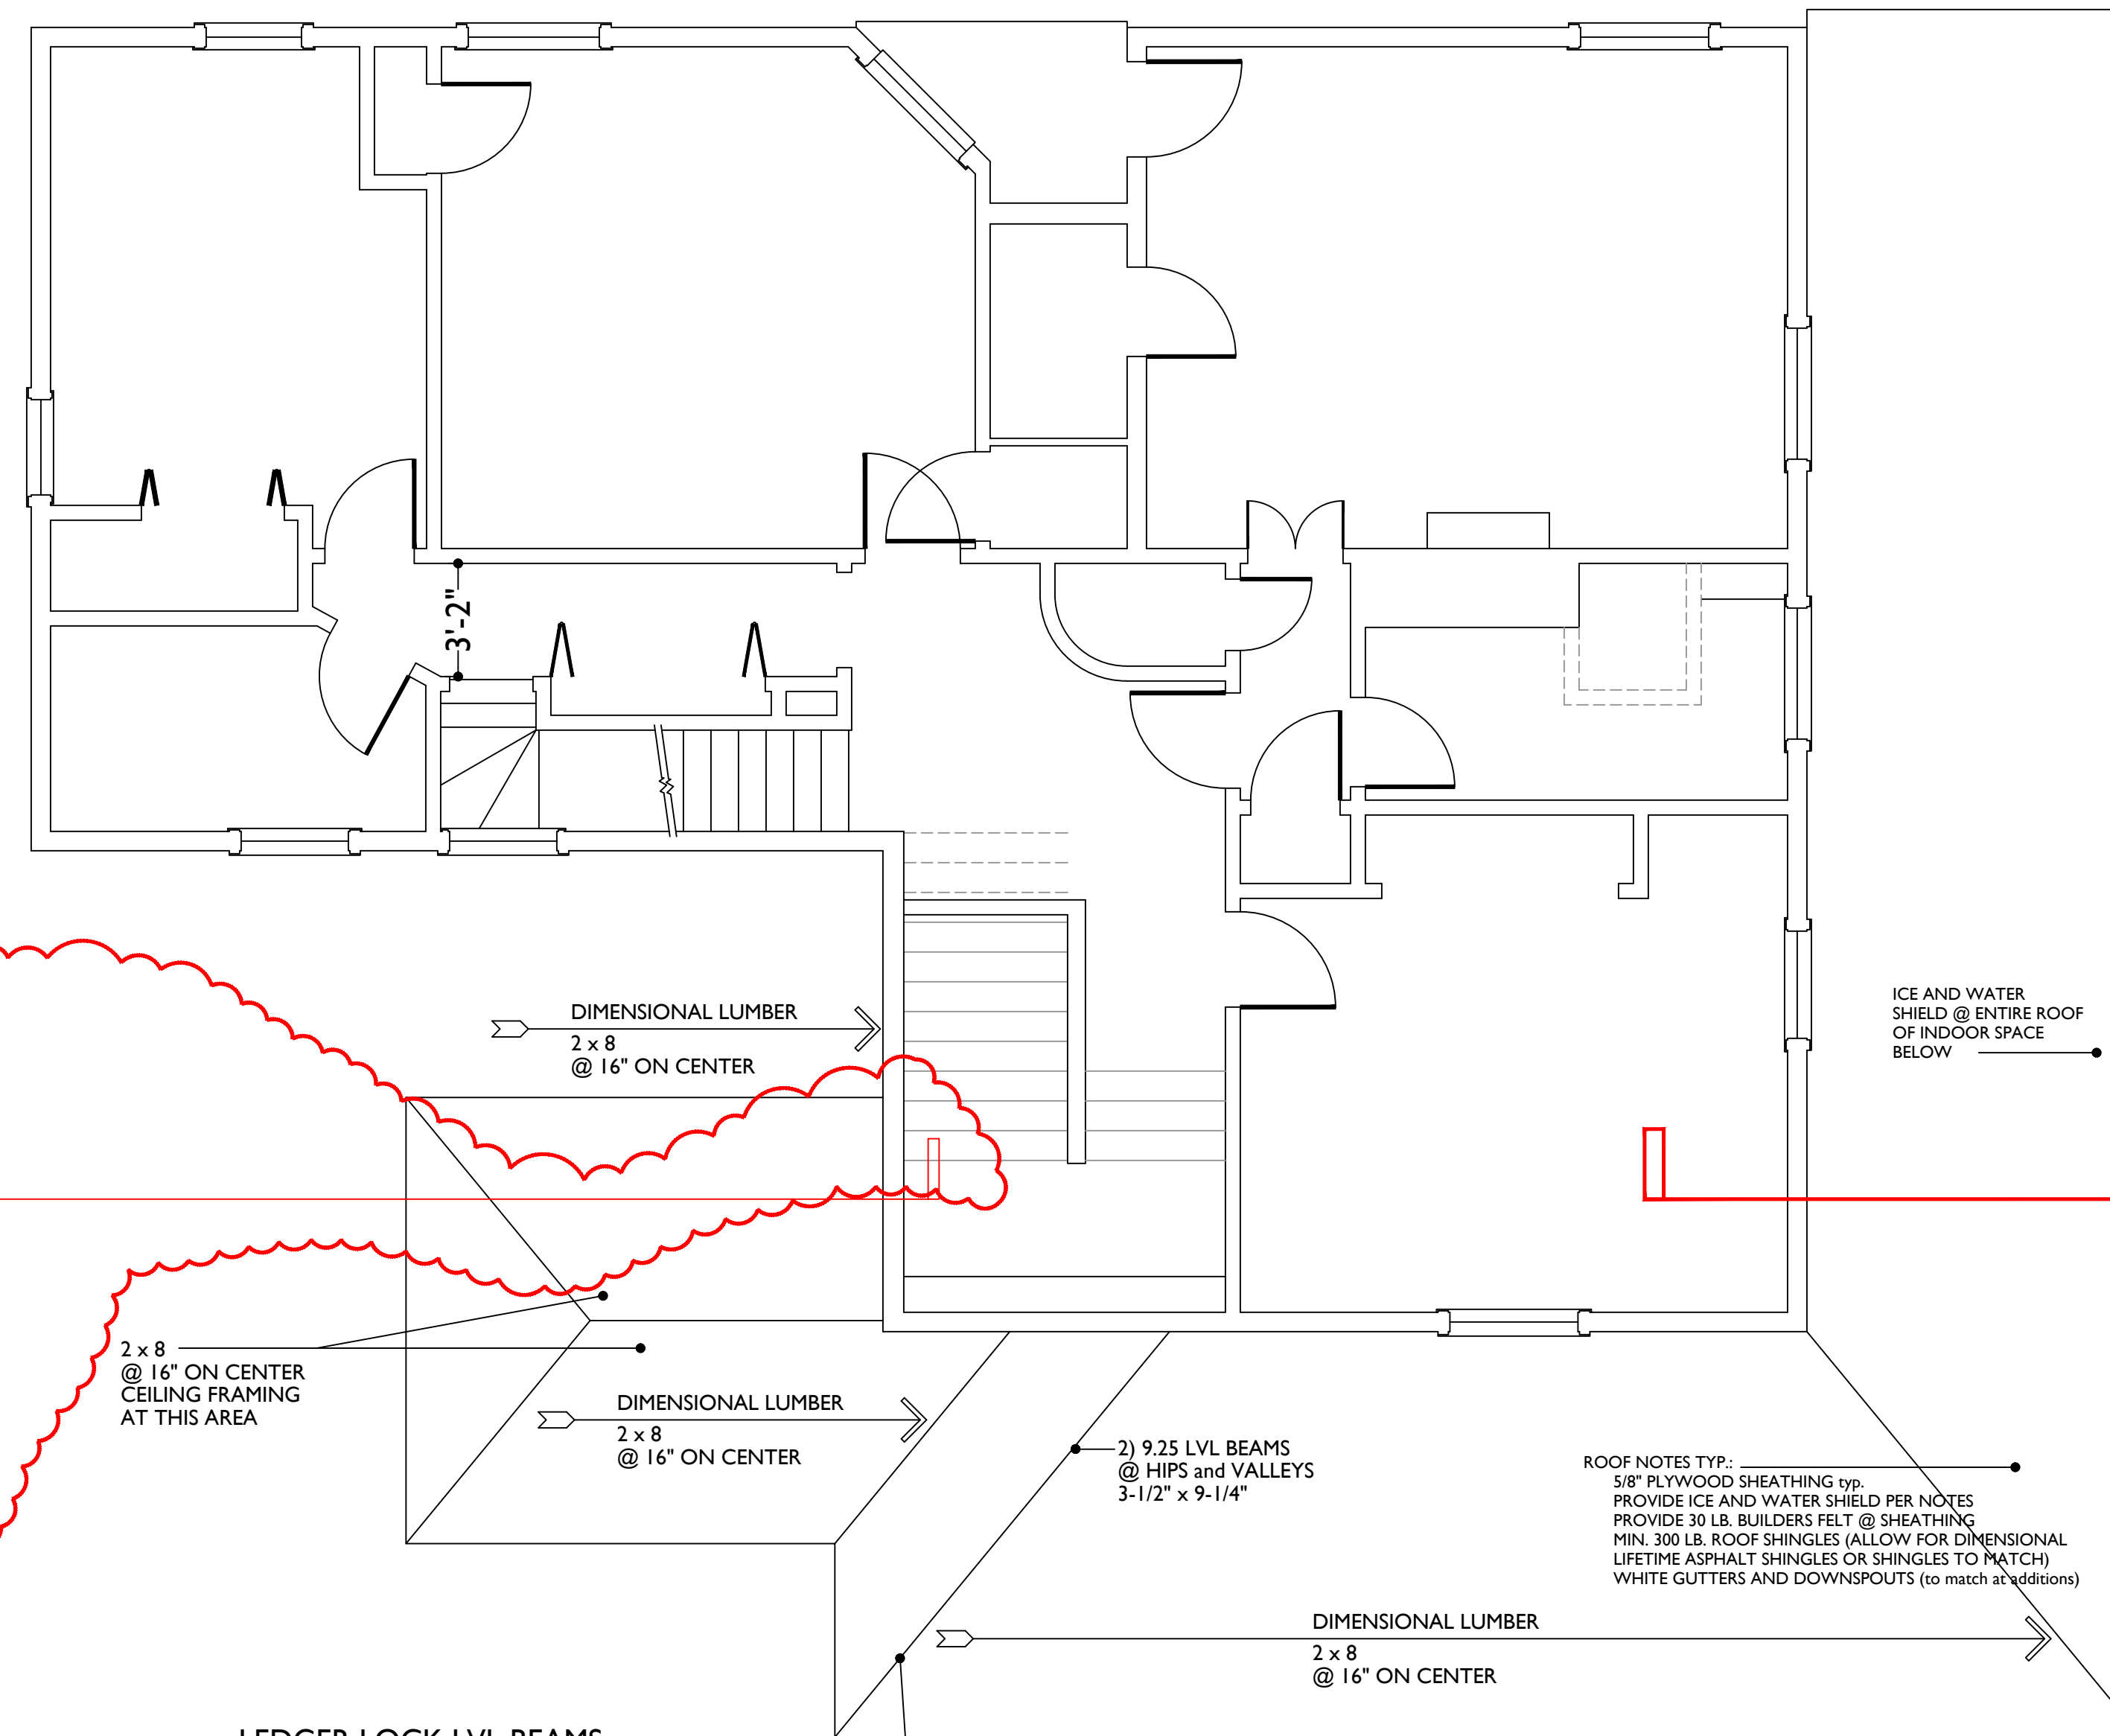 3'-2"
DIMENSIONAL LUMBER
2 x 8
@ 16" ON CENTER
ICE AND WATER
SHIELD @ ENTIRE ROOF
OF INDOOR SPACE
BELOW
2 x 8
@ 16" ON CENTER
CEILING FRAMING
AT THIS AREA
DIMENSIONAL LUMBER
2 x 8
@ 16" ON CENTER
2) 9.25 LVL BEAMS
@ HIPS and VALLEYS
3-1/2" x 9-1/4"
ROOF NOTES TYP.:
5/8" PLYWOOD SHEATHING typ.
PROVIDE ICE AND WATER SHIELD PER NOTES
PROVIDE 30 LB. BUILDERS FELT @ SHEATHING
MIN. 300 LB. ROOF SHINGLES (ALLOW FOR DIMENSIONAL
LIFETIME ASPHALT SHINGLES OR SHINGLES TO MATCH)
WHITE GUTTERS AND DOWNSPOUTS (to match at additions)
DIMENSIONAL LUMBER
2 x 8
@ 16" ON CENTER
LEDGER LOCK LVL BEAMS